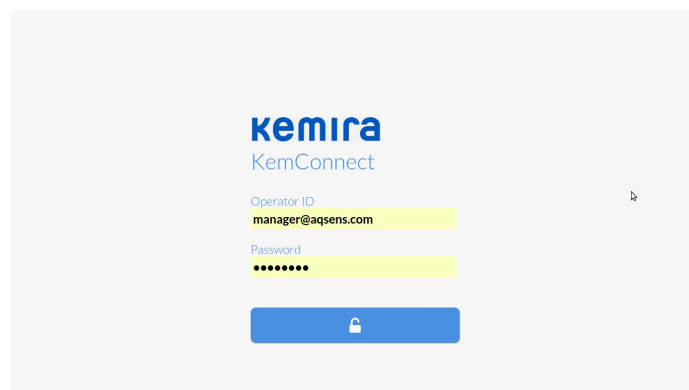 kemira
KemConnect
Operator ID
manager@aqsens.com
Password
●●●●●●●●